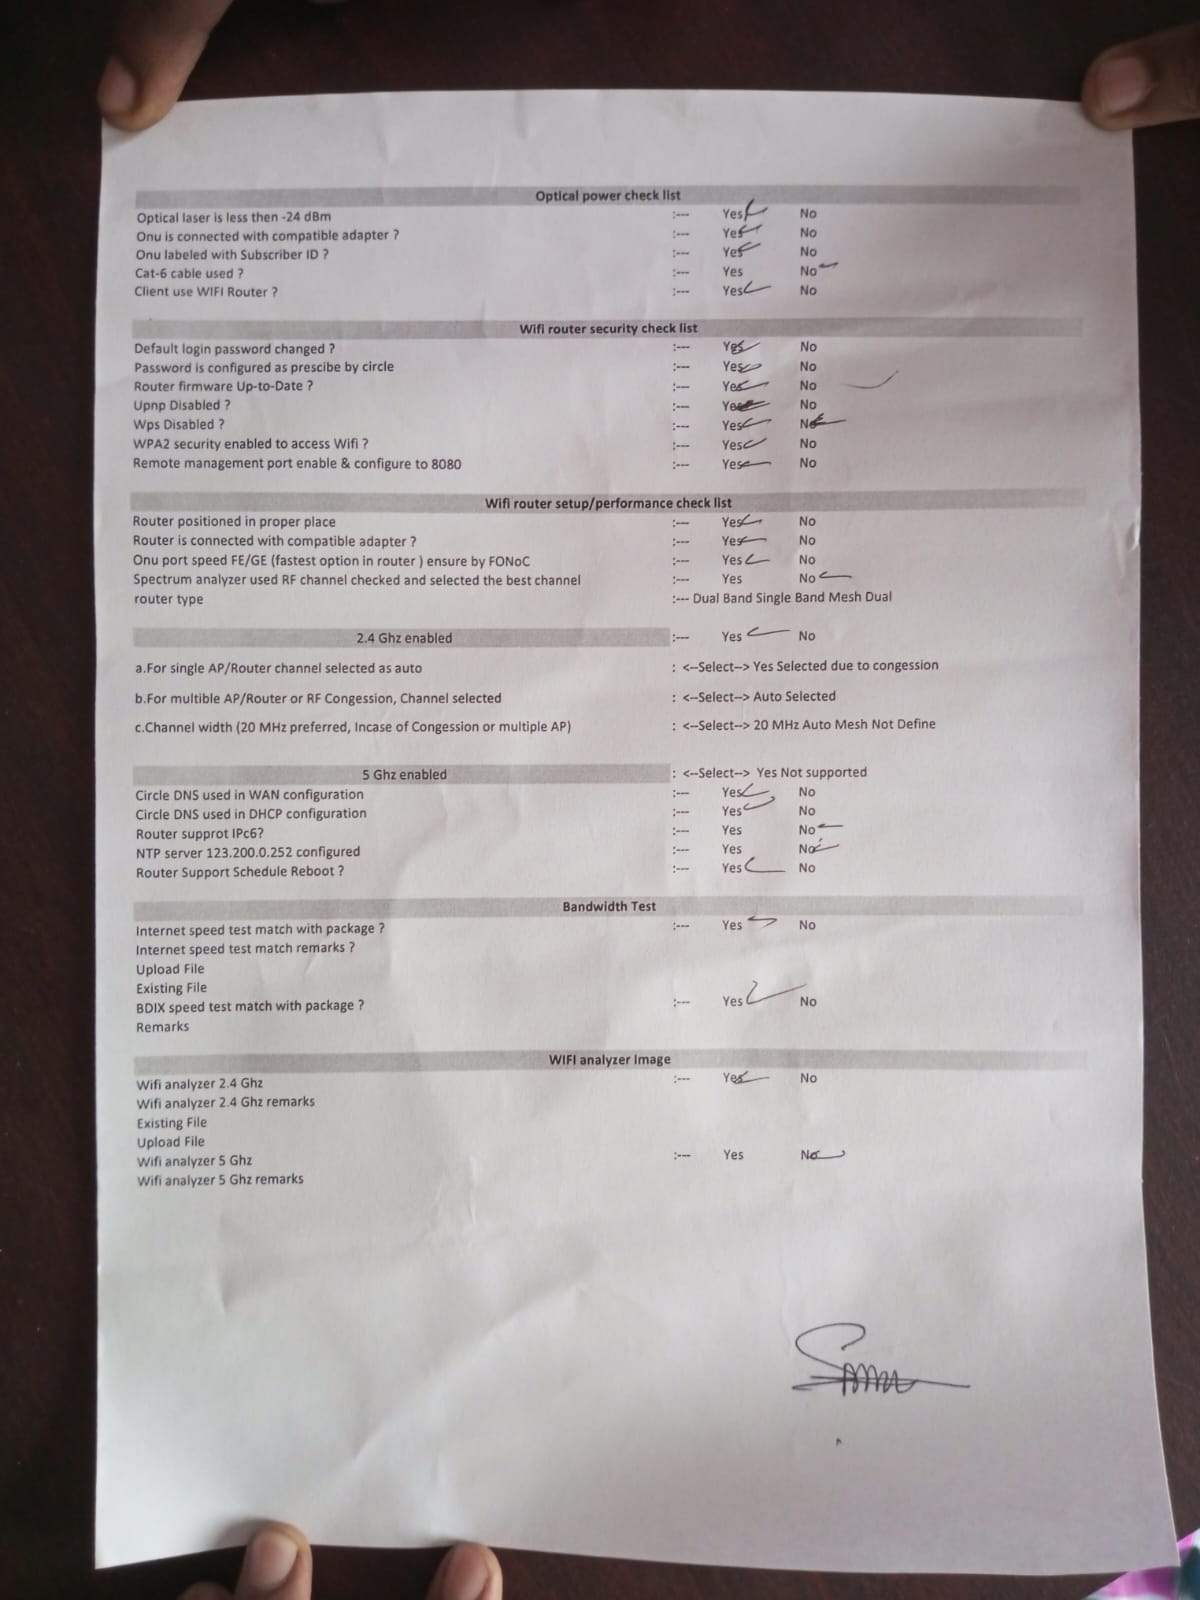 Optical power check list
Optical laser is less then -24 dBm :--- Yes No
Onu is connected with compatible adapter ? :--- Yes No
Onu labeled with Subscriber ID ? :--- Yes No
Cat-6 cable used ? :--- Yes No
Client use WIFI Router ? :--- Yes No
Wifi router security check list
Default login password changed ? :--- Yes No
Password is configured as prescibe by circle :--- Yes No
Router firmware Up-to-Date ? :--- Yes No
Upnp Disabled ? :--- Yes No
Wps Disabled ? :--- Yes No
WPA2 security enabled to access Wifi ? :--- Yes No
Remote management port enable & configure to 8080 :--- Yes No
Wifi router setup/performance check list
Router positioned in proper place :--- Yes No
Router is connected with compatible adapter ? :--- Yes No
Onu port speed FE/GE (fastest option in router ) ensure by FONoC :--- Yes No
Spectrum analyzer used RF channel checked and selected the best channel :--- Yes No
router type :--- Dual Band Single Band Mesh Dual
2.4 Ghz enabled :--- Yes No
a.For single AP/Router channel selected as auto : <--Select--> Yes Selected due to congession
b.For multible AP/Router or RF Congession, Channel selected : <--Select--> Auto Selected
c.Channel width (20 MHz preferred, Incase of Congession or multiple AP) : <--Select--> 20 MHz Auto Mesh Not Define
5 Ghz enabled : <--Select--> Yes Not supported
Circle DNS used in WAN configuration :--- Yes No
Circle DNS used in DHCP configuration :--- Yes No
Router supprot IPc6? :--- Yes No
NTP server 123.200.0.252 configured :--- Yes No
Router Support Schedule Reboot ? :--- Yes No
Bandwidth Test
Internet speed test match with package ? :--- Yes No
Internet speed test match remarks ?
Upload File
Existing File
BDIX speed test match with package ? :--- Yes No
Remarks
WIFI analyzer Image
Wifi analyzer 2.4 Ghz :--- Yes No
Wifi analyzer 2.4 Ghz remarks
Existing File
Upload File
Wifi analyzer 5 Ghz :--- Yes No
Wifi analyzer 5 Ghz remarks